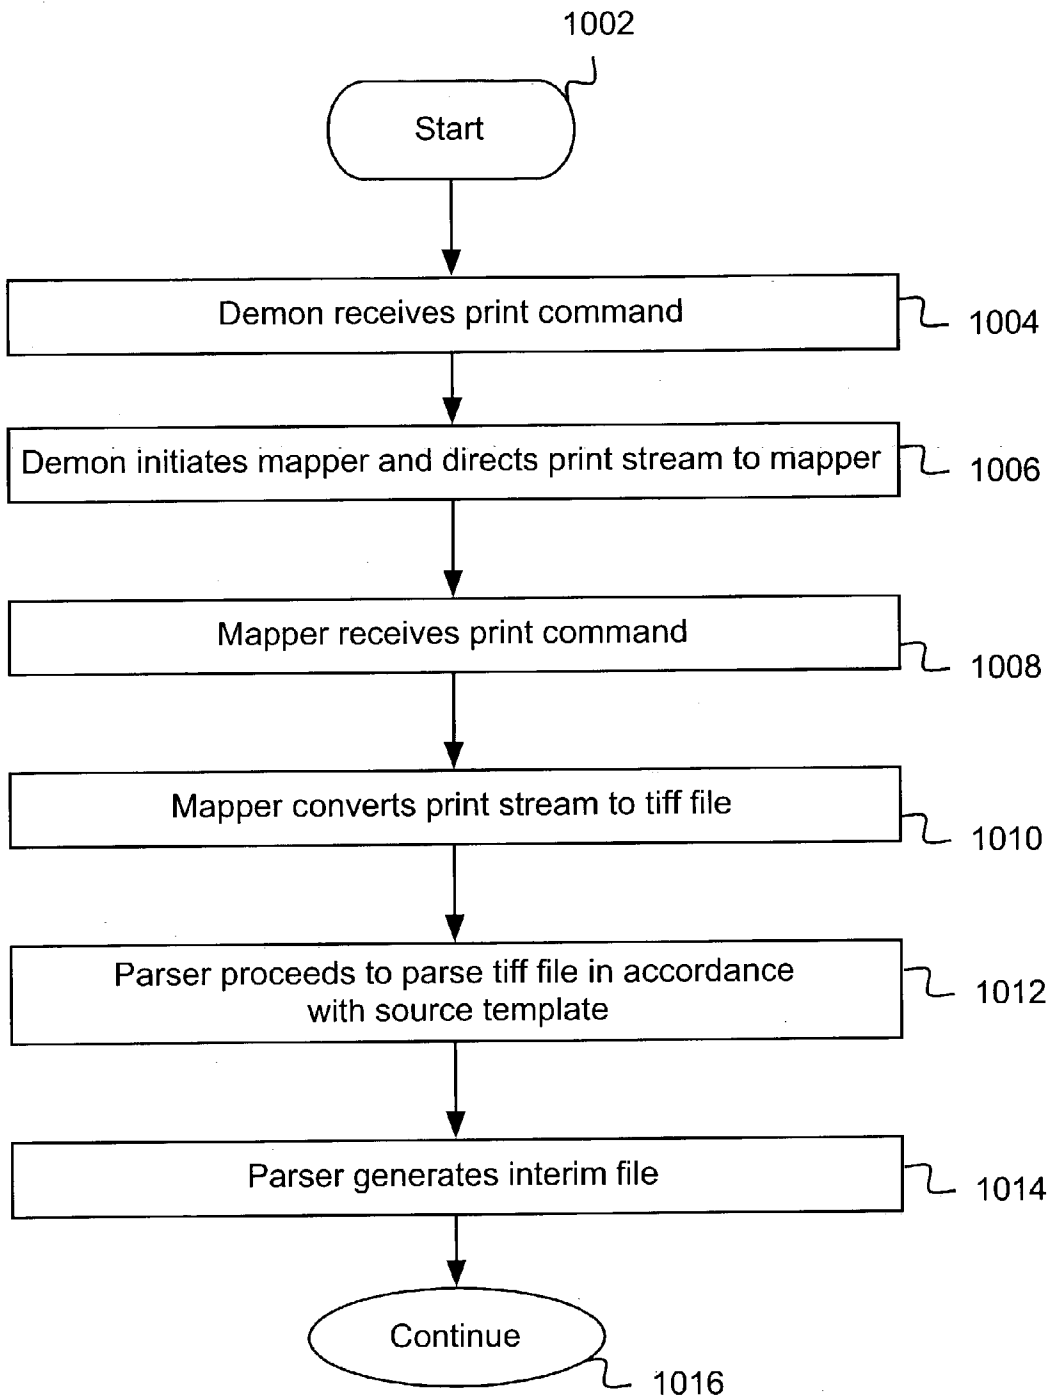 1002
Start
Demon receives print command
1004
Demon initiates mapper and directs print stream to mapper
1006
Mapper receives print command
1008
Mapper converts print stream to tiff file
1010
Parser proceeds to parse tiff file in accordance
with source template
1012
Parser generates interim file
1014
Continue
1016